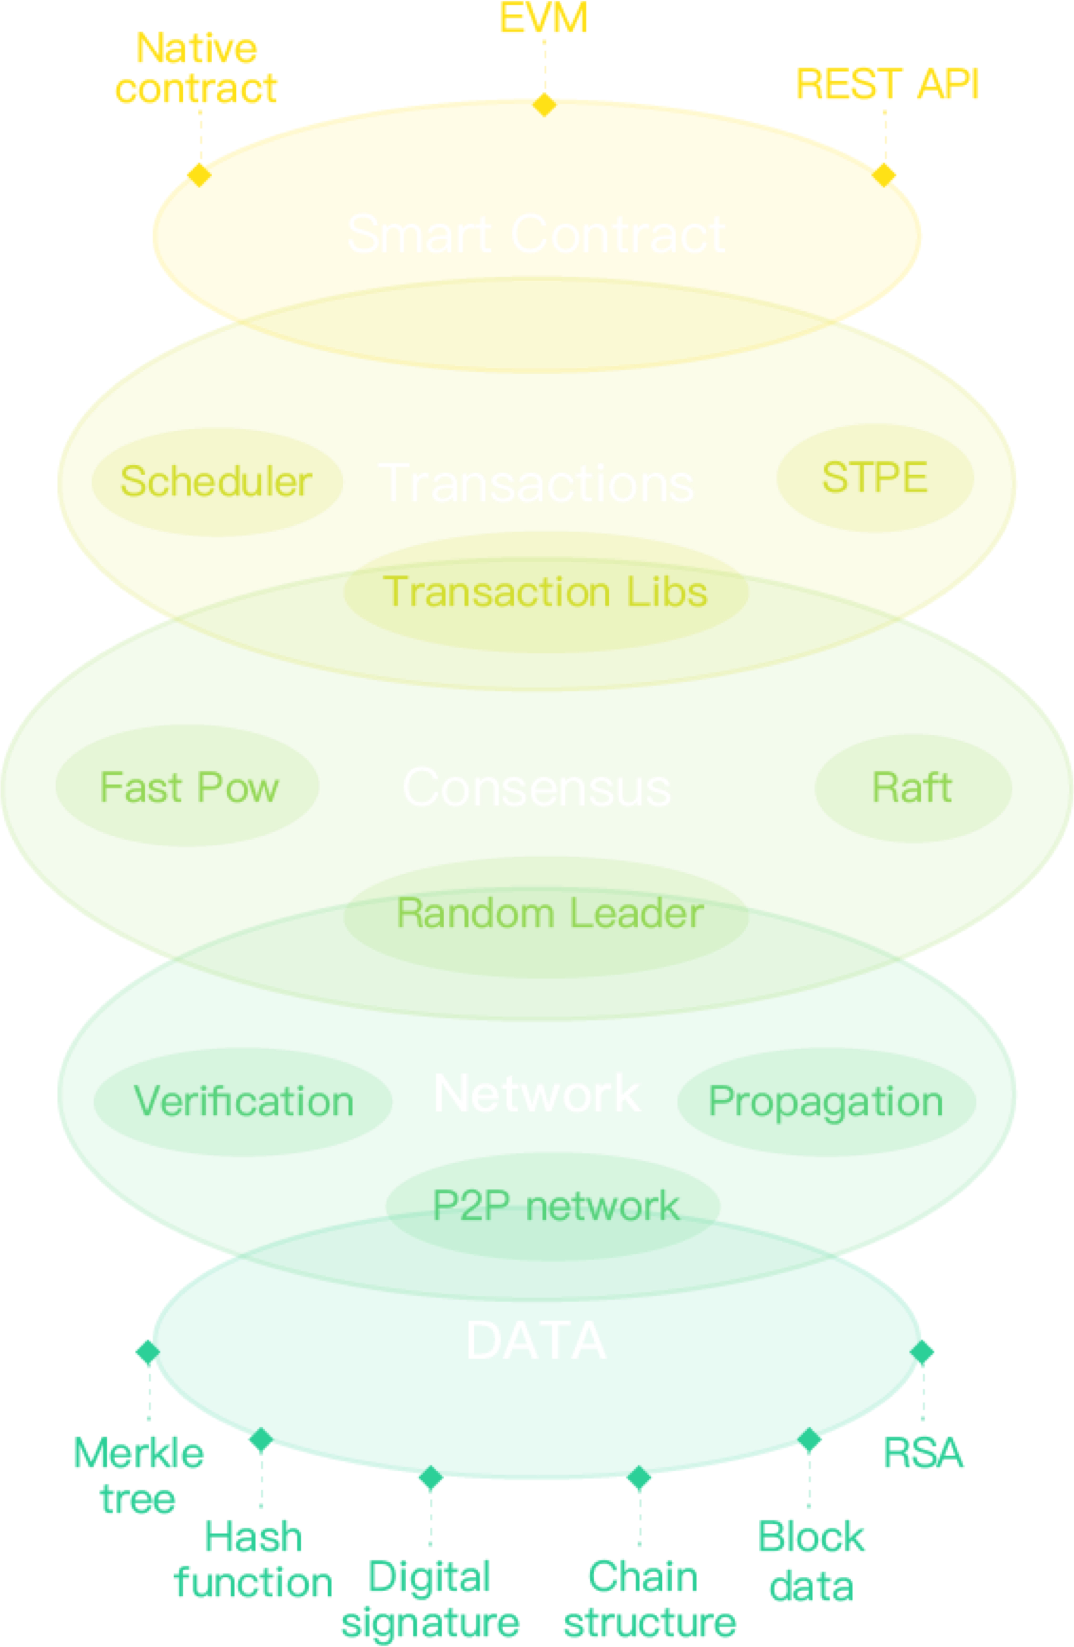 EVM
Native
contract
REST API
Smart Contract
Scheduler
Transactions
STPE
Transaction Libs
Fast Pow
Consensus
Raft
Random Leader
Verification
Network
Propagation
P2P network
DATA
Merkle
tree
RSA
Hash
function
Block
data
Digital
signature
Chain
structure